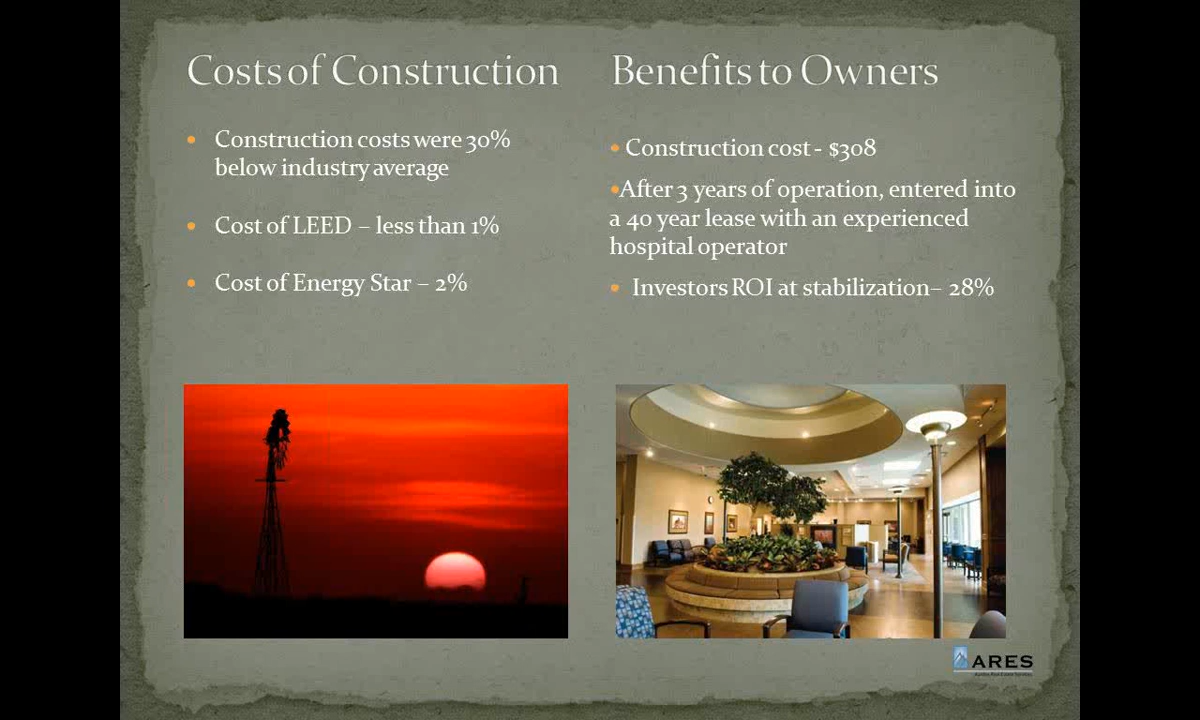 Costs of Construction
• Construction costs were 30%
below industry average
• Cost of LEED – less than 1%
• Cost of Energy Star – 2%
Benefits to Owners
• Construction cost - $308
•After 3 years of operation, entered into
a 40 year lease with an experienced
hospital operator
• Investors ROI at stabilization– 28%
ARES